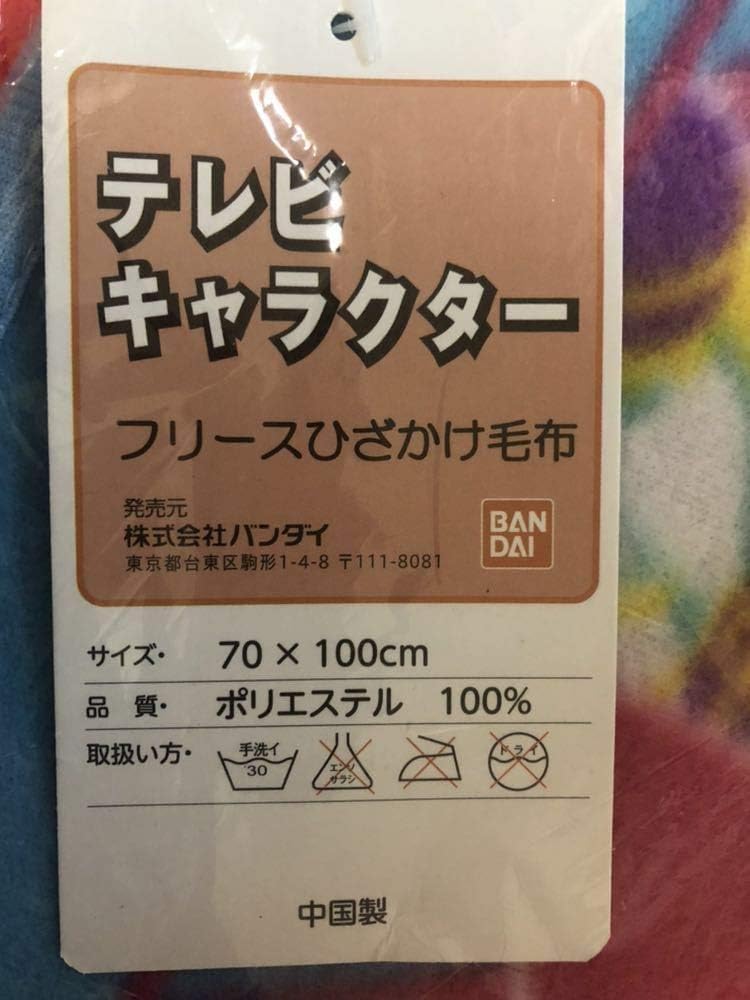 テレビ
キャラクター
フリースひざかけ毛布
発売元
株式会社バンダイ
東京都台東区駒形1-4-8 〒111-8081
BAN
DAI
サイズ・ 70 × 100cm
品 質・ ポリエステル 100%
取扱い方・
手洗イ
30
エンソ
サラシ
ドライ
中国製